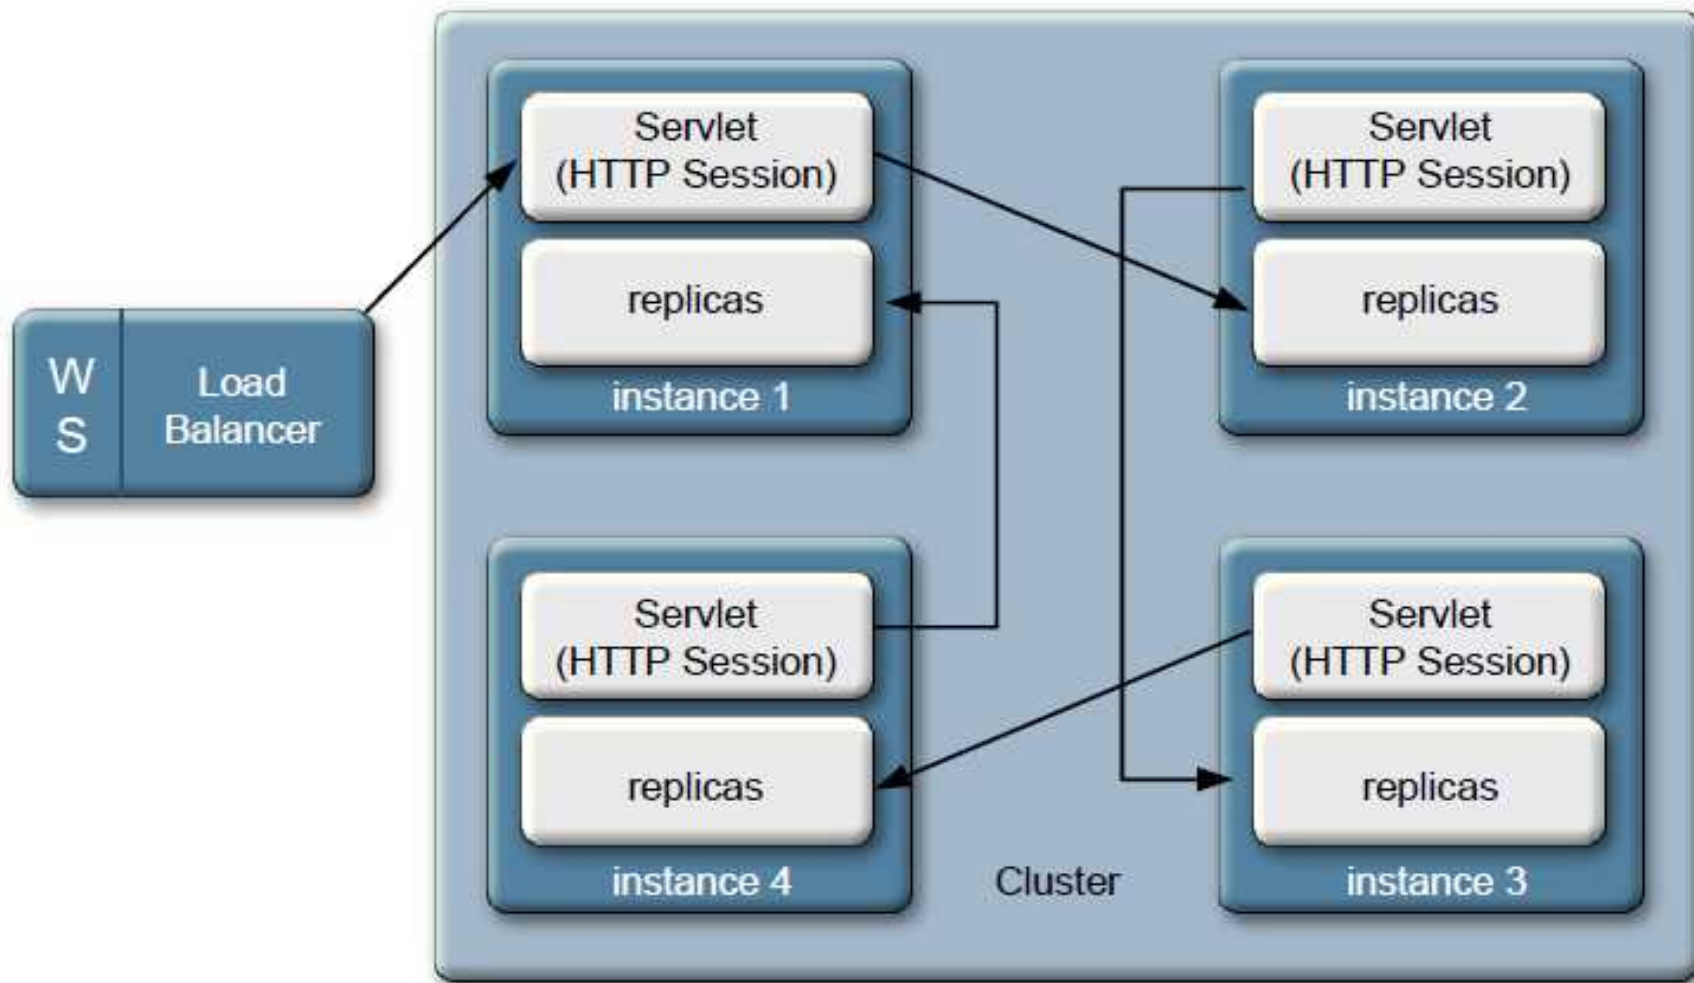 W
S
Load
Balancer
Servlet
(HTTP Session)
replicas
instance 1
Servlet
(HTTP Session)
replicas
instance 2
Servlet
(HTTP Session)
replicas
instance 4
Cluster
Servlet
(HTTP Session)
replicas
instance 3